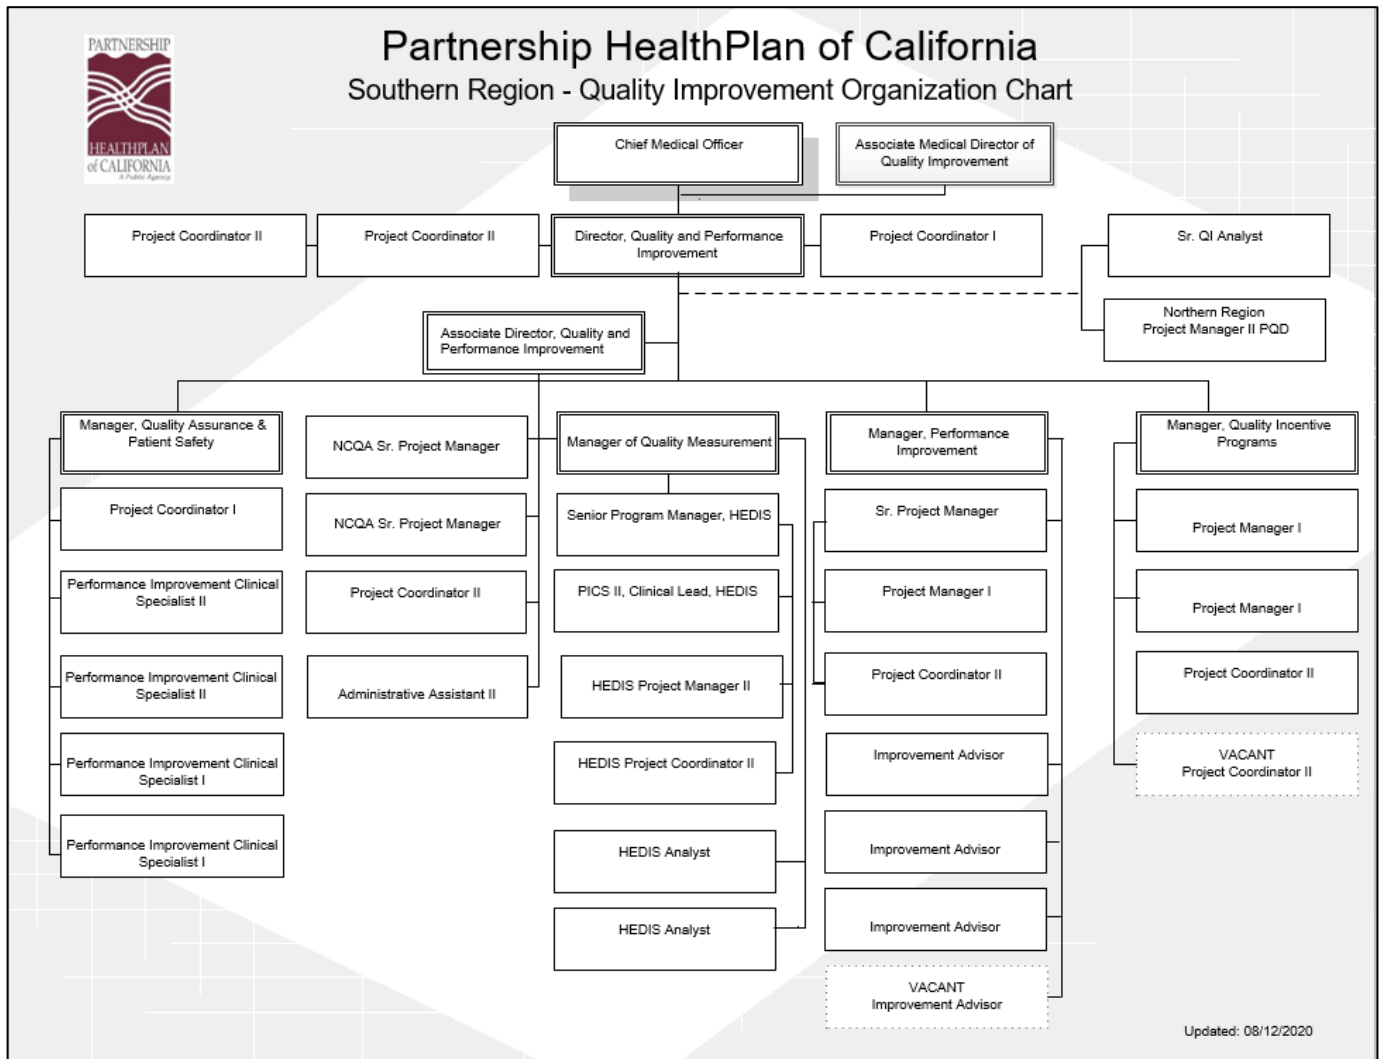 PARTNERSHIP
HEALTHPLAN
of CALIFORNIA
A Public Agency
Partnership HealthPlan of California
Southern Region - Quality Improvement Organization Chart
Chief Medical Officer
Associate Medical Director of
Quality Improvement
Project Coordinator II
Project Coordinator II
Director, Quality and Performance
Improvement
Project Coordinator I
Sr. QI Analyst
Northern Region
Project Manager II PQD
Associate Director, Quality and
Performance Improvement
Manager, Quality Assurance &
Patient Safety
Project Coordinator I
Performance Improvement Clinical
Specialist II
Performance Improvement Clinical
Specialist II
Performance Improvement Clinical
Specialist I
Performance Improvement Clinical
Specialist I
NCQA Sr. Project Manager
NCQA Sr. Project Manager
Project Coordinator II
Administrative Assistant II
Manager of Quality Measurement
Senior Program Manager, HEDIS
PICS II, Clinical Lead, HEDIS
HEDIS Project Manager II
HEDIS Project Coordinator II
HEDIS Analyst
HEDIS Analyst
Manager, Performance
Improvement
Sr. Project Manager
Project Manager I
Project Coordinator II
Improvement Advisor
Improvement Advisor
Improvement Advisor
VACANT
Improvement Advisor
Manager, Quality Incentive
Programs
Project Manager I
Project Manager I
Project Coordinator II
VACANT
Project Coordinator II
Updated: 08/12/2020